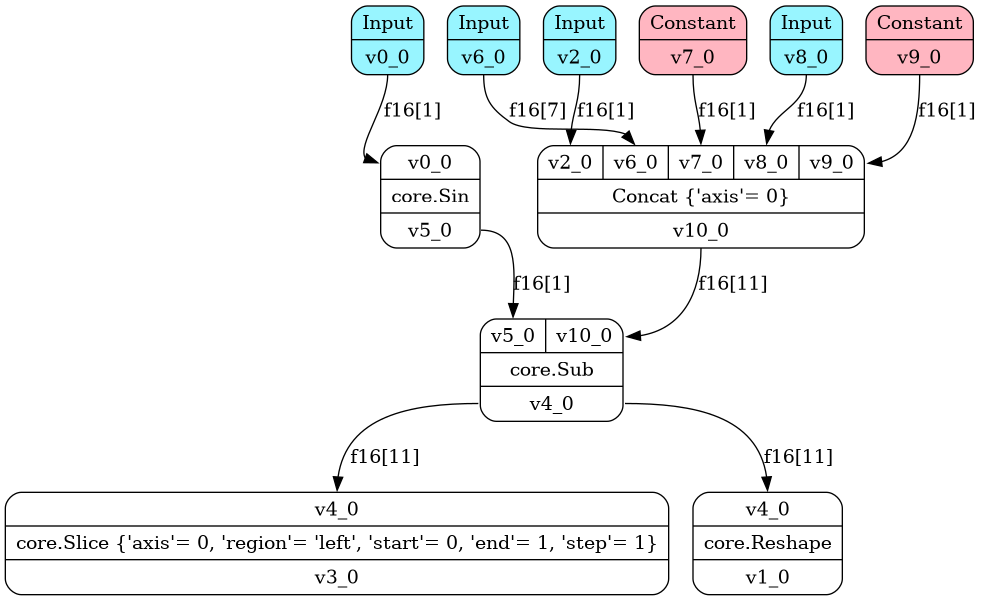 Input
v0_0
Input
v6_0
Input
v2_0
Constant
v7_0
Input
v8_0
Constant
v9_0
f16[1]
f16[7]
f16[1]
f16[1]
f16[1]
f16[1]
v0_0
core.Sin
v5_0
v2_0 v6_0 v7_0 v8_0 v9_0
Concat {'axis'= 0}
v10_0
f16[1]
f16[11]
v5_0 v10_0
core.Sub
v4_0
f16[11]
f16[11]
v4_0
core.Slice {'axis'= 0, 'region'= 'left', 'start'= 0, 'end'= 1, 'step'= 1}
v3_0
v4_0
core.Reshape
v1_0